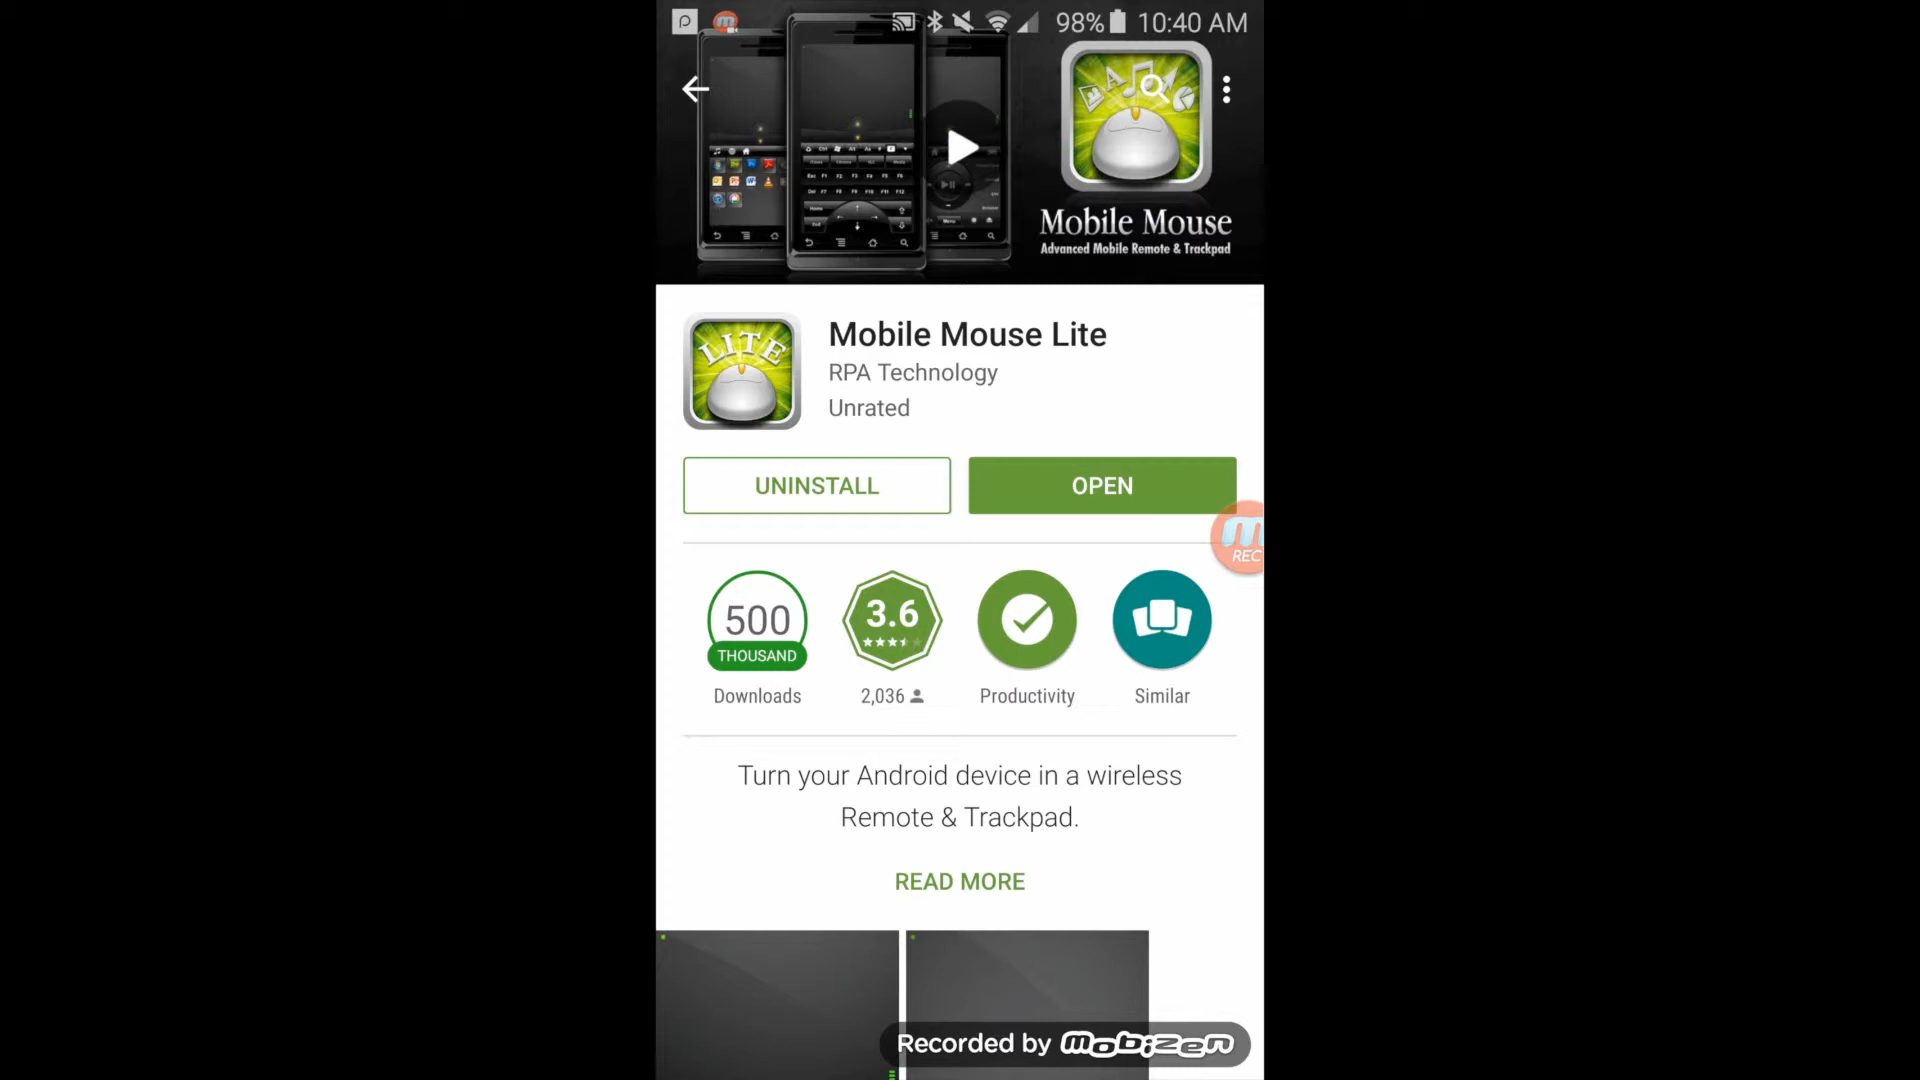 98% 10:40 AM
Mobile Mouse
Advanced Mobile Remote & Trackpad
LITE
Mobile Mouse Lite
RPA Technology
Unrated
UNINSTALL
OPEN
REC
500
THOUSAND
3.6
Downloads
2,036
Productivity
Similar
Turn your Android device in a wireless
Remote & Trackpad.
READ MORE
Recorded by mobizen